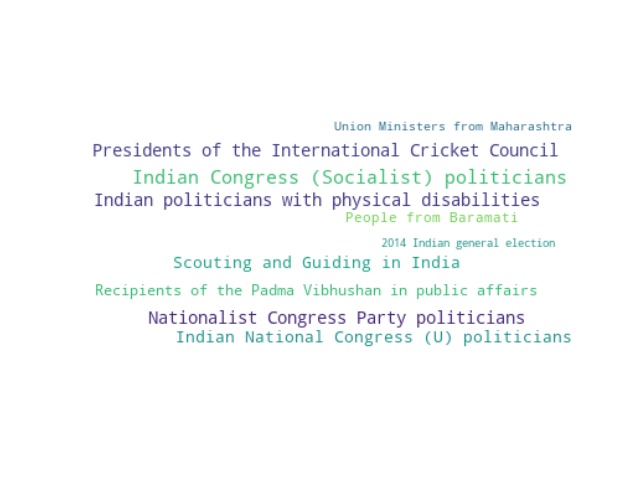 Union Ministers from Maharashtra
Presidents of the International Cricket Council
Indian Congress (Socialist) politicians
Indian politicians with physical disabilities
People from Baramati
2014 Indian general election
Scouting and Guiding in India
Recipients of the Padma Vibhushan in public affairs
Nationalist Congress Party politicians
Indian National Congress (U) politicians